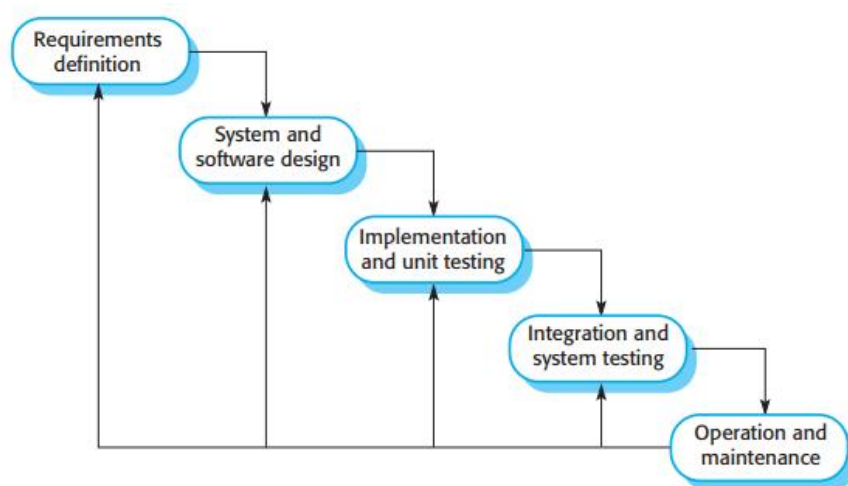 Requirements
definition
System and
software design
Implementation
and unit testing
Integration and
system testing
Operation and
maintenance